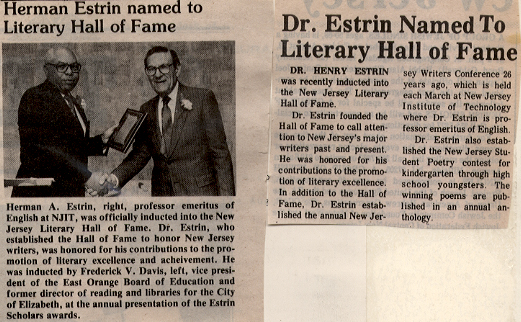 Herman Estrin named to
Literary Hall of Fame
Herman A. Estrin, right, professor emeritus of
English at NJIT, was officially inducted into the New
Jersey Literary Hall of Fame. Dr. Estrin, who
established the Hall of Fame to honor New Jersey
writers, was honored for his contributions to the pro-
motion of literary excellence and acheivement. He
was inducted by Frederick V. Davis, left, vice presi-
dent of the East Orange Board of Education and
former director of reading and libraries for the City
of Elizabeth, at the annual presentation of the Estrin
Scholars awards.
Dr. Estrin Named To
Literary Hall of Fame
DR. HENRY ESTRIN
was recently inducted into
the New Jersey Literary
Hall of Fame.
Dr. Estrin founded the
Hall of Fame to call atten-
tion to New Jersey's major
writers past and present.
He was honored for his
contributions to the promo-
tion of literary excellence.
In addition to the Hall of
Fame, Dr. Estrin estab-
lished the annual New Jer-
sey Writers Conference 26
years ago, which is held
each March at New Jersey
Institute of Technology
where Dr. Estrin is pro-
fessor emeritus of English.
Dr. Estrin also estab-
lished the New Jersey Stu-
dent Poetry contest for
kindergarten through high
school youngsters. The
winning poems are pub-
lished in an annual an-
thology.